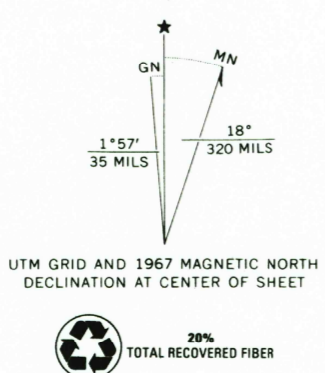 ★
GN
MN
1°57′
35 MILS
18°
320 MILS
UTM GRID AND 1967 MAGNETIC NORTH
DECLINATION AT CENTER OF SHEET
20%
TOTAL RECOVERED FIBER